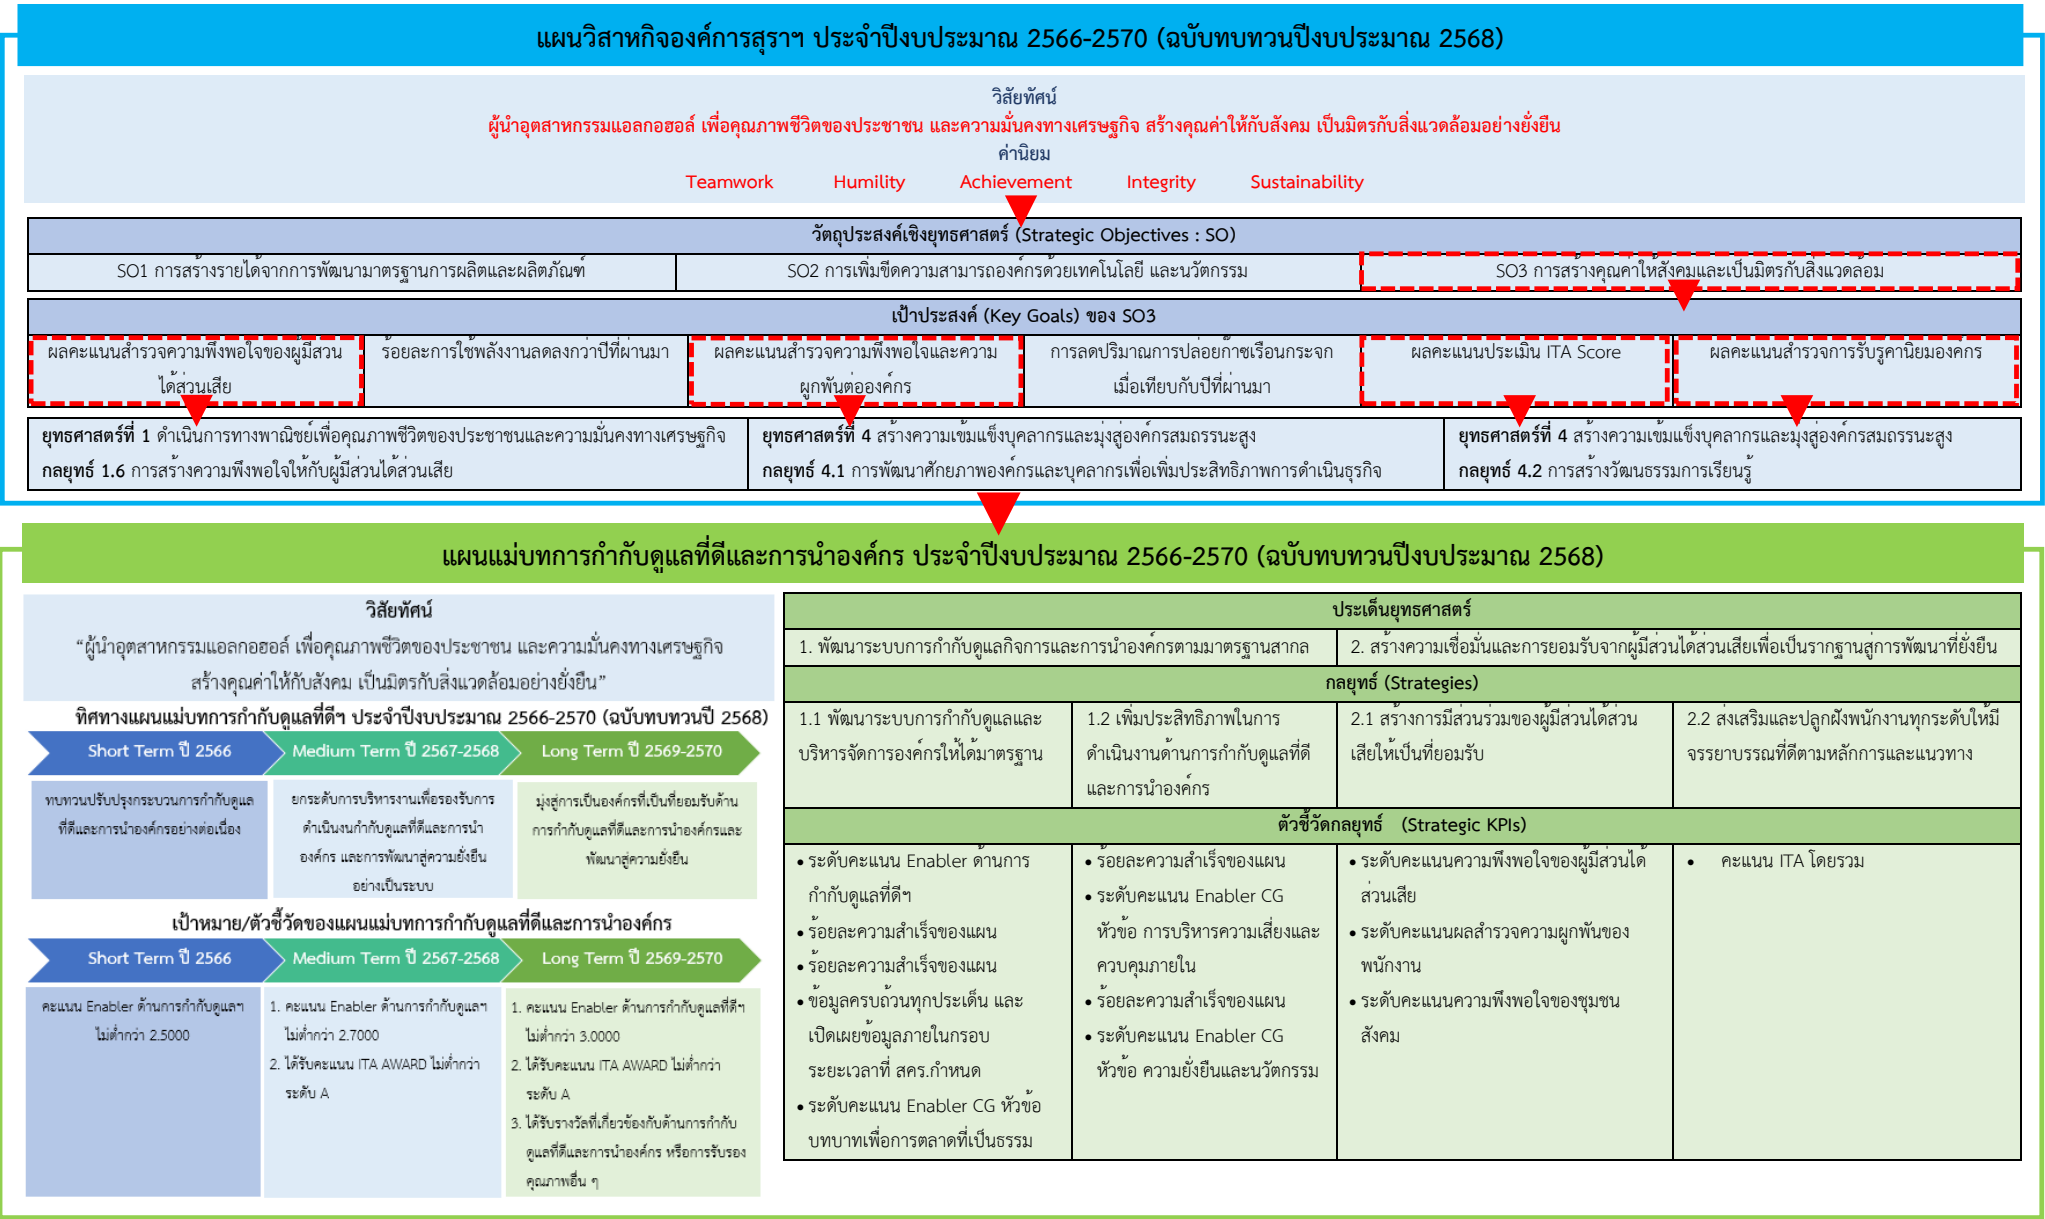 แผนวิสาหกิจองค์การสุราฯ ประจำปีงบประมาณ 2566-2570 (ฉบับทบทวนปีงบประมาณ 2568)
วิสัยทัศน์
ผู้นำอุตสาหกรรมแอลกอฮอล์ เพื่อคุณภาพชีวิตของประชาชน และความมั่นคงทางเศรษฐกิจ สร้างคุณค่าให้กับสังคม เป็นมิตรกับสิ่งแวดล้อมอย่างยั่งยืน
ค่านิยม
Teamwork Humility Achievement Integrity Sustainability
วัตถุประสงค์เชิงยุทธศาสตร์ (Strategic Objectives : SO)
SO1 การสร้างรายได้จากการพัฒนามาตรฐานการผลิตและผลิตภัณฑ์
SO2 การเพิ่มขีดความสามารถองค์กรด้วยเทคโนโลยี และนวัตกรรม
SO3 การสร้างคุณค่าให้สังคมและเป็นมิตรกับสิ่งแวดล้อม
เป้าประสงค์ (Key Goals) ของ SO3
ผลคะแนนสำรวจความพึงพอใจของผู้มีส่วน
ได้ส่วนเสีย
ร้อยละการใช้พลังงานลดลงกว่าปีที่ผ่านมา
ผลคะแนนสำรวจความพึงพอใจและความ
ผูกพันต่อองค์กร
การลดปริมาณการปล่อยก๊าซเรือนกระจก
เมื่อเทียบกับปีที่ผ่านมา
ผลคะแนนประเมิน ITA Score
ผลคะแนนสำรวจการรับรู้ค่านิยมองค์กร
ยุทธศาสตร์ที่ 1 ดำเนินการทางพาณิชย์เพื่อคุณภาพชีวิตของประชาชนและความมั่นคงทางเศรษฐกิจ
กลยุทธ์ 1.6 การสร้างความพึงพอใจให้กับผู้มีส่วนได้ส่วนเสีย
ยุทธศาสตร์ที่ 4 สร้างความเข้มแข็งบุคลากรและมุ่งสู่องค์กรสมถรรนะสูง
กลยุทธ์ 4.1 การพัฒนาศักยภาพองค์กรและบุคลากรเพื่อเพิ่มประสิทธิภาพการดำเนินธุรกิจ
ยุทธศาสตร์ที่ 4 สร้างความเข้มแข็งบุคลากรและมุ่งสู่องค์กรสมถรรนะสูง
กลยุทธ์ 4.2 การสร้างวัฒนธรรมการเรียนรู้
แผนแม่บทการกำกับดูแลที่ดีและการนำองค์กร ประจำปีงบประมาณ 2566-2570 (ฉบับทบทวนปีงบประมาณ 2568)
วิสัยทัศน์
“ผู้นำอุตสาหกรรมแอลกอฮอล์ เพื่อคุณภาพชีวิตของประชาชน และความมั่นคงทางเศรษฐกิจ
สร้างคุณค่าให้กับสังคม เป็นมิตรกับสิ่งแวดล้อมอย่างยั่งยืน”
ทิศทางแผนแม่บทการกำกับดูแลที่ดีฯ ประจำปีงบประมาณ 2566-2570 (ฉบับทบทวนปี 2568)
Short Term ปี 2566
Medium Term ปี 2567-2568
Long Term ปี 2569-2570
ทบทวนปรับปรุงกระบวนการกำกับดูแล
ที่ดีและการนำองค์กรอย่างต่อเนื่อง
ยกระดับการบริหารงานเพื่อรองรับการ
ดำเนินงนกำกับดูแลที่ดีและการนำ
องค์กร และการพัฒนาสู่ความยั่งยืน
อย่างเป็นระบบ
มุ่งสู่การเป็นองค์กรที่เป็นที่ยอมรับด้าน
การกำกับดูแลที่ดีและการนำองค์กรและ
พัฒนาสู่ความยั่งยืน
เป้าหมาย/ตัวชี้วัดของแผนแม่บทการกำกับดูแลที่ดีและการนำองค์กร
Short Term ปี 2566
Medium Term ปี 2567-2568
Long Term ปี 2569-2570
คะแนน Enabler ด้านการกำกับดูแลฯ
ไม่ต่ำกว่า 2.5000
1. คะแนน Enabler ด้านการกำกับดูแลฯ
ไม่ต่ำกว่า 2.7000
2. ได้รับคะแนน ITA AWARD ไม่ต่ำกว่า
ระดับ A
1. คะแนน Enabler ด้านการกำกับดูแลที่ดีฯ
ไม่ต่ำกว่า 3.0000
2. ได้รับคะแนน ITA AWARD ไม่ต่ำกว่า
ระดับ A
3. ได้รับรางวัลที่เกี่ยวข้องกับด้านการกำกับ
ดูแลที่ดีและการนำองค์กร หรือการรับรอง
คุณภาพอื่น ๆ
ประเด็นยุทธศาสตร์
1. พัฒนาระบบการกำกับดูแลกิจการและการนำองค์กรตามมาตรฐานสากล
2. สร้างความเชื่อมั่นและการยอมรับจากผู้มีส่วนได้ส่วนเสียเพื่อเป็นรากฐานสู่การพัฒนาที่ยั่งยืน
กลยุทธ์ (Strategies)
1.1 พัฒนาระบบการกำกับดูแลและ
บริหารจัดการองค์กรให้ได้มาตรฐาน
1.2 เพิ่มประสิทธิภาพในการ
ดำเนินงานด้านการกำกับดูแลที่ดี
และการนำองค์กร
2.1 สร้างการมีส่วนร่วมของผู้มีส่วนได้ส่วน
เสียให้เป็นที่ยอมรับ
2.2 ส่งเสริมและปลูกฝังพนักงานทุกระดับให้มี
จรรยาบรรณที่ดีตามหลักการและแนวทาง
ตัวชี้วัดกลยุทธ์ (Strategic KPIs)
• ระดับคะแนน Enabler ด้านการ
กำกับดูแลที่ดีฯ
• ร้อยละความสำเร็จของแผน
• ร้อยละความสำเร็จของแผน
• ข้อมูลครบถ้วนทุกประเด็น และ
เปิดเผยข้อมูลภายในกรอบ
ระยะเวลาที่ สคร.กำหนด
• ระดับคะแนน Enabler CG หัวข้อ
บทบาทเพื่อการตลาดที่เป็นธรรม
• ร้อยละความสำเร็จของแผน
• ระดับคะแนน Enabler CG
หัวข้อ การบริหารความเสี่ยงและ
ควบคุมภายใน
• ร้อยละความสำเร็จของแผน
• ระดับคะแนน Enabler CG
หัวข้อ ความยั่งยืนและนวัตกรรม
• ระดับคะแนนความพึงพอใจของผู้มีส่วนได้
ส่วนเสีย
• ระดับคะแนนผลสำรวจความผูกพันของ
พนักงาน
• ระดับคะแนนความพึงพอใจของชุมชน
สังคม
• คะแนน ITA โดยรวม